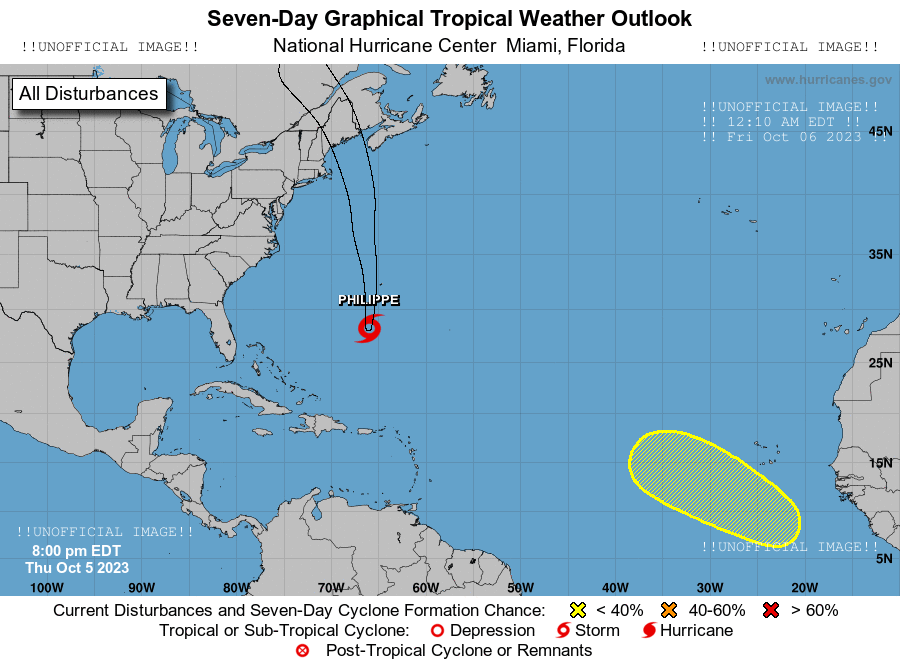 Seven-Day Graphical Tropical Weather Outlook
!!UNOFFICIAL IMAGE!! National Hurricane Center Miami, Florida !!UNOFFICIAL IMAGE!!
All Disturbances
www.hurricanes.gov
!!UNOFFICIAL IMAGE!!
!! 12:10 AM EDT !!
!! Fri Oct 06 2023 !!
45N
35N
PHILIPPE
25N
15N
!!UNOFFICIAL IMAGE!!
8:00 pm EDT
Thu Oct 5 2023
!!UNOFFICIAL IMAGE!!
5N
100W 90W 80W 70W 60W 50W 40W 30W 20W
Current Disturbances and Seven-Day Cyclone Formation Chance: < 40% 40-60% > 60%
Tropical or Sub-Tropical Cyclone: Depression Storm Hurricane
Post-Tropical Cyclone or Remnants